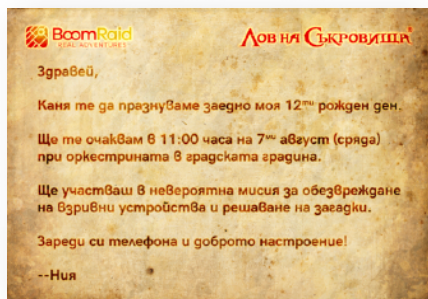 BoomRaid
REAL ADVENTURES
Лов на Съкровища®
Здравей,
Каня те да празнуваме заедно моя 12ти рожден ден.
Ще те очаквам в 11:00 часа на 7ми август (сряда)
при оркестрината в градската градина.
Ще участваш в невероятна мисия за обезвреждане
на взривни устройства и решаване на загадки.
Зареди си телефона и доброто настроение!
--Ния